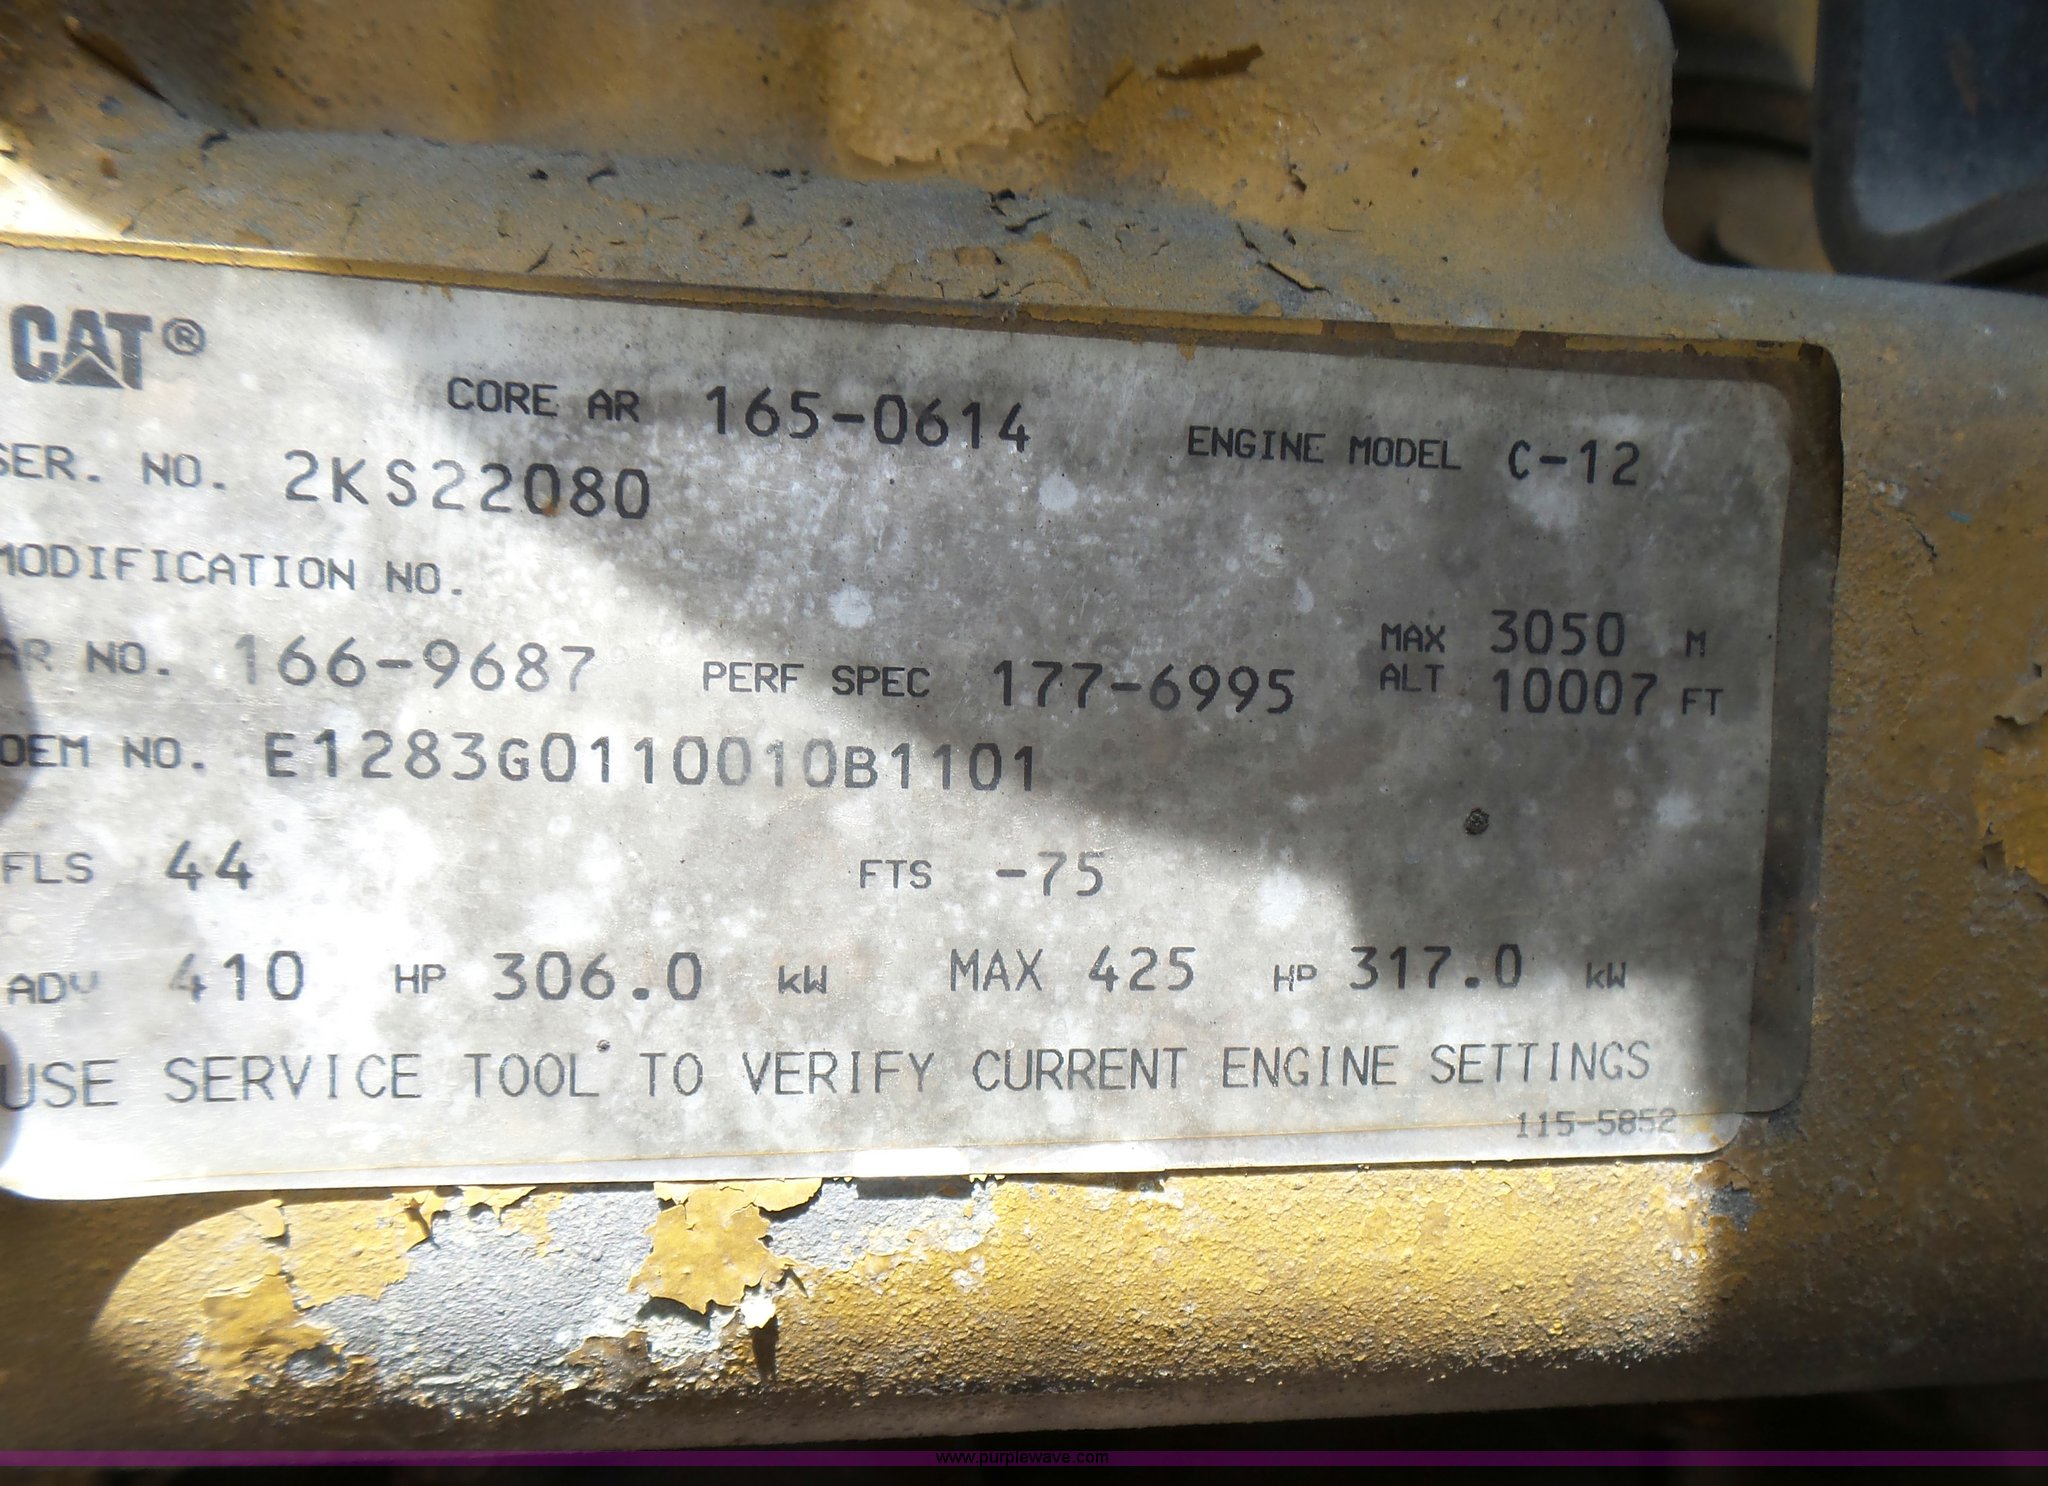 CAT®
CORE AR 165-0614 ENGINE MODEL C-12
SER. NO. 2KS22080
MODIFICATION NO.
AR NO. 166-9687 PERF SPEC 177-6995 MAX ALT 3050 M 10007 FT
OEM NO. E1283G0110010B1101
FLS 44 FTS -75
ADV 410 HP 306.0 kW MAX 425 HP 317.0 kW
USE SERVICE TOOL TO VERIFY CURRENT ENGINE SETTINGS
115-5852
www.purplewave.com